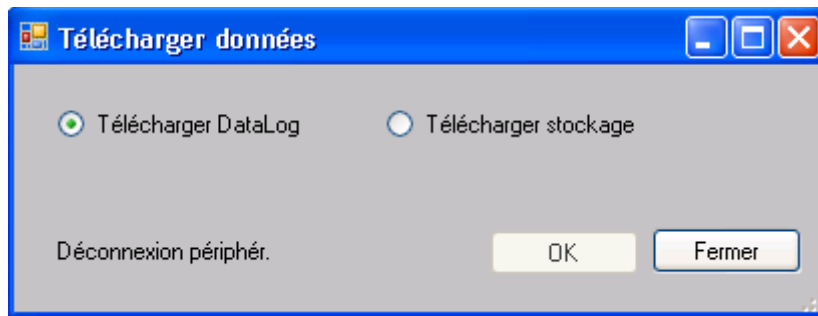 Télécharger données
Télécharger DataLog Télécharger stockage
Déconnexion périphér. OK Fermer